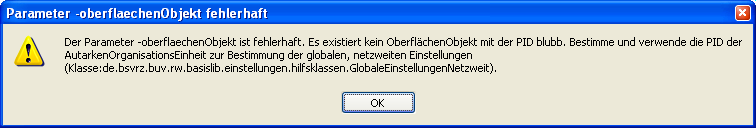 Parameter -oberflaechenObjekt fehlerhaft
Der Parameter -oberflaechenObjekt ist fehlerhaft. Es existiert kein OberflächenObjekt mit der PID blubb. Bestimme und verwende die PID der
AutarkenOrganisationsEinheit zur Bestimmung der globalen, netzweiten Einstellungen
(Klasse:de.bsvrz.buv.rw.basislib.einstellungen.hilfsklassen.GlobaleEinstellungenNetzweit).
OK